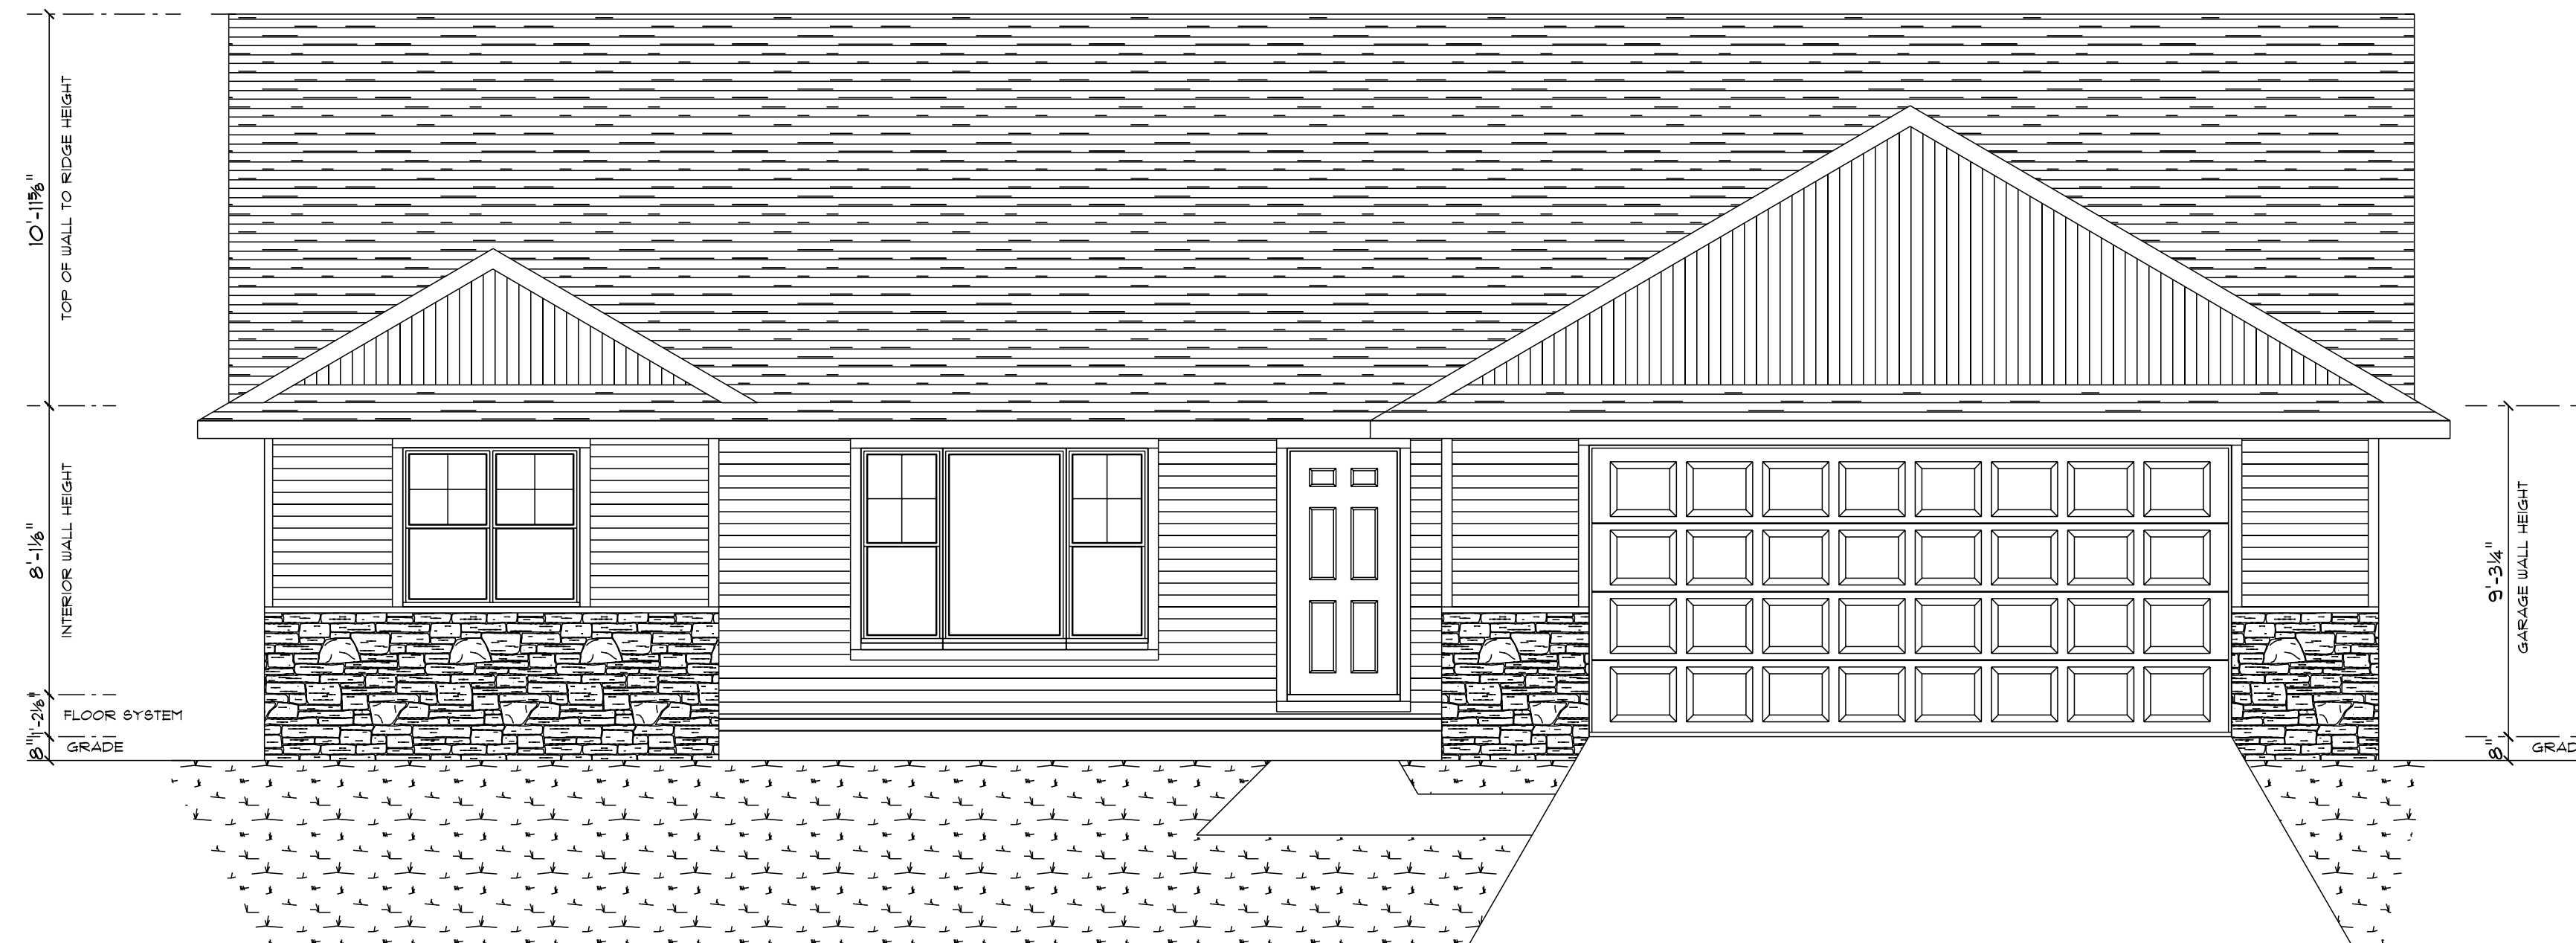 10'-11⅝"
TOP OF WALL TO RIDGE HEIGHT
8'-1⅛"
INTERIOR WALL HEIGHT
1'-2⅛"
FLOOR SYSTEM
8"
GRADE
9'-3¼"
GARAGE WALL HEIGHT
8"
GRAD